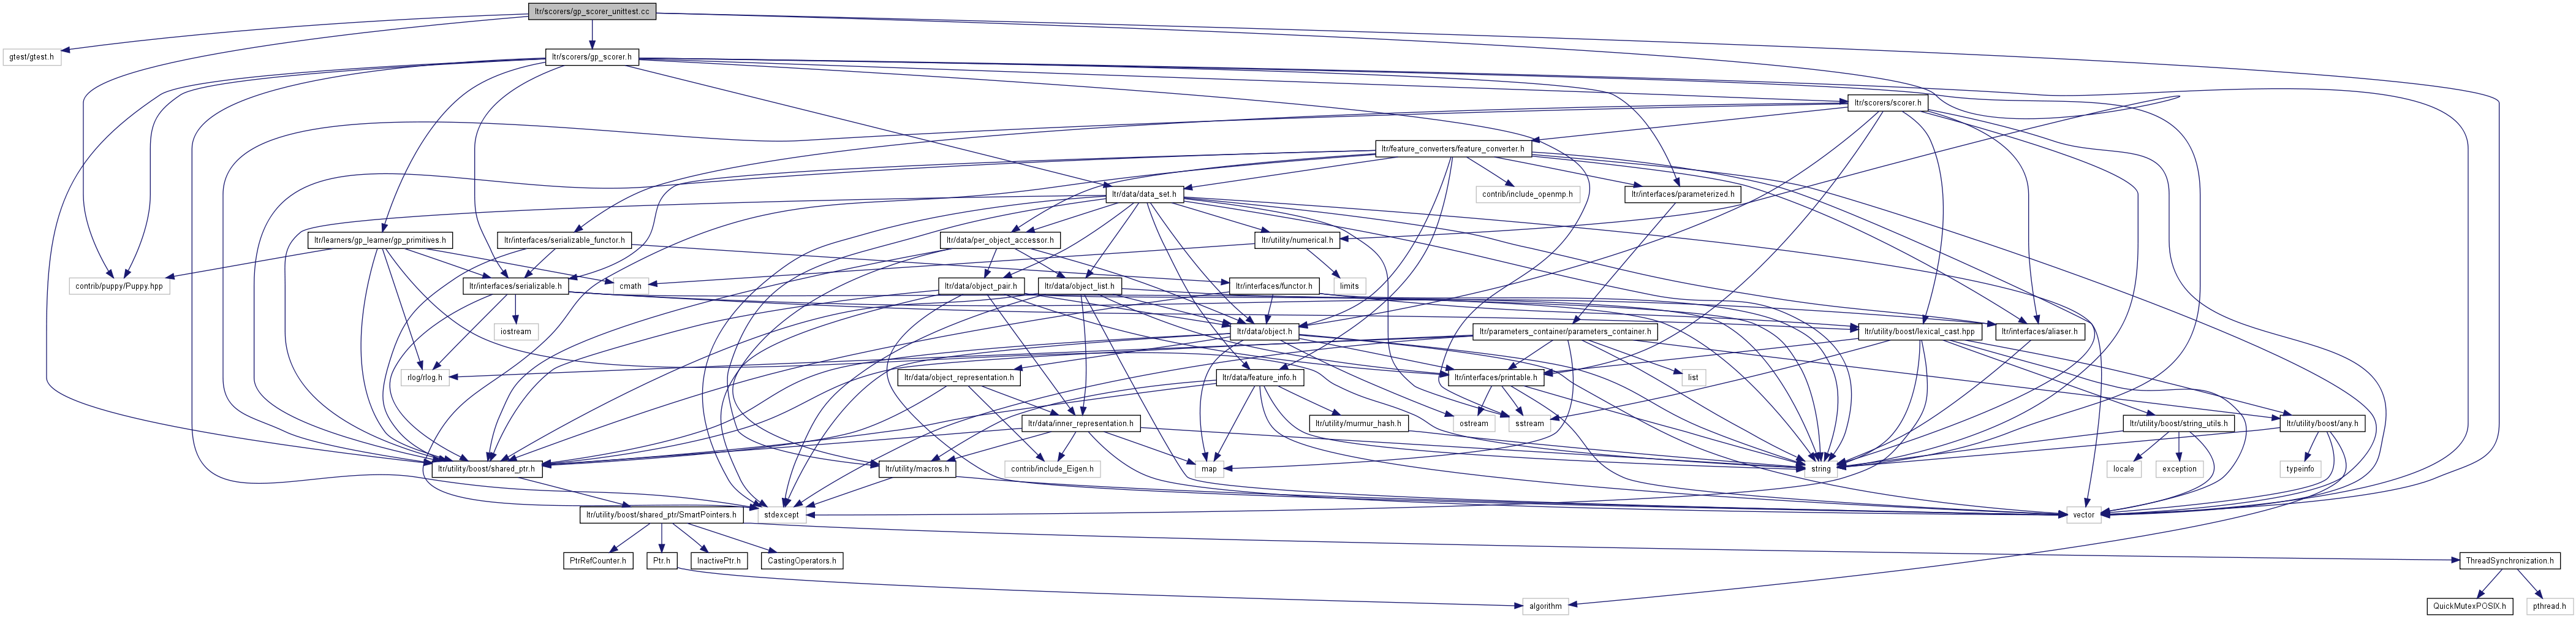 ltr/scorers/gp_scorer_unittest.cc
gtest/gtest.h
ltr/scorers/gp_scorer.h
ltr/scorers/scorer.h
ltr/feature_converters/feature_converter.h
ltr/data/data_set.h
contrib/include_openmp.h
ltr/interfaces/parameterized.h
ltr/learners/gp_learner/gp_primitives.h
ltr/interfaces/serializable_functor.h
ltr/data/per_object_accessor.h
ltr/utility/numerical.h
contrib/puppy/Puppy.hpp
ltr/interfaces/serializable.h
cmath
ltr/data/object_pair.h
ltr/data/object_list.h
ltr/interfaces/functor.h
limits
iostream
ltr/data/object.h
ltr/parameters_container/parameters_container.h
ltr/utility/boost/lexical_cast.hpp
ltr/interfaces/aliaser.h
rlog/rlog.h
ltr/data/object_representation.h
ltr/data/feature_info.h
ltr/interfaces/printable.h
list
ltr/data/inner_representation.h
ltr/utility/murmur_hash.h
ostream
sstream
ltr/utility/boost/string_utils.h
ltr/utility/boost/any.h
ltr/utility/boost/shared_ptr.h
ltr/utility/macros.h
contrib/include_Eigen.h
map
string
locale
exception
typeinfo
ltr/utility/boost/shared_ptr/SmartPointers.h
stdexcept
vector
PtrRefCounter.h
Ptr.h
InactivePtr.h
CastingOperators.h
ThreadSynchronization.h
algorithm
QuickMutexPOSIX.h
pthread.h